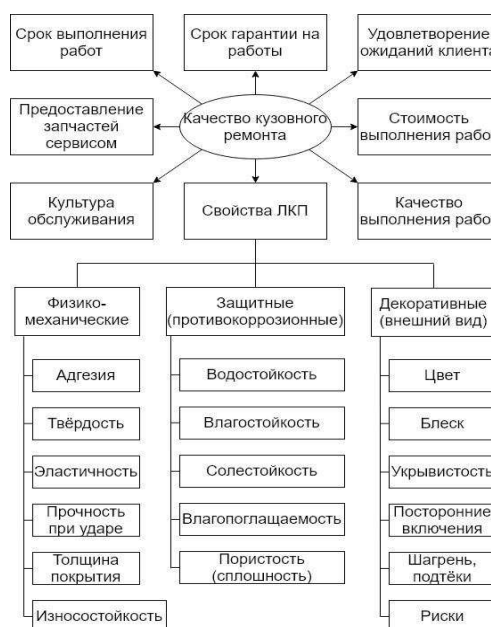 Срок выполнения
работ
Срок гарантии на
работы
Удовлетворение
ожиданий клиента
Предоставление
запчастей
сервисом
Качество кузовного
ремонта
Стоимость
выполнения рабо
Культура
обслуживания
Свойства ЛКП
Качество
выполнения рабо
Физико-
механические
Защитные
(противокоррозионные)
Декоративные
(внешний вид)
Адгезия
Твёрдость
Эластичность
Прочность
при ударе
Толщина
покрытия
Износостойкость
Водостойкость
Влагостойкость
Солестойкость
Влагопоглащаемость
Пористость
(сплошность)
Цвет
Блеск
Укрывистость
Посторонние
включения
Шагрень,
подтёки
Риски